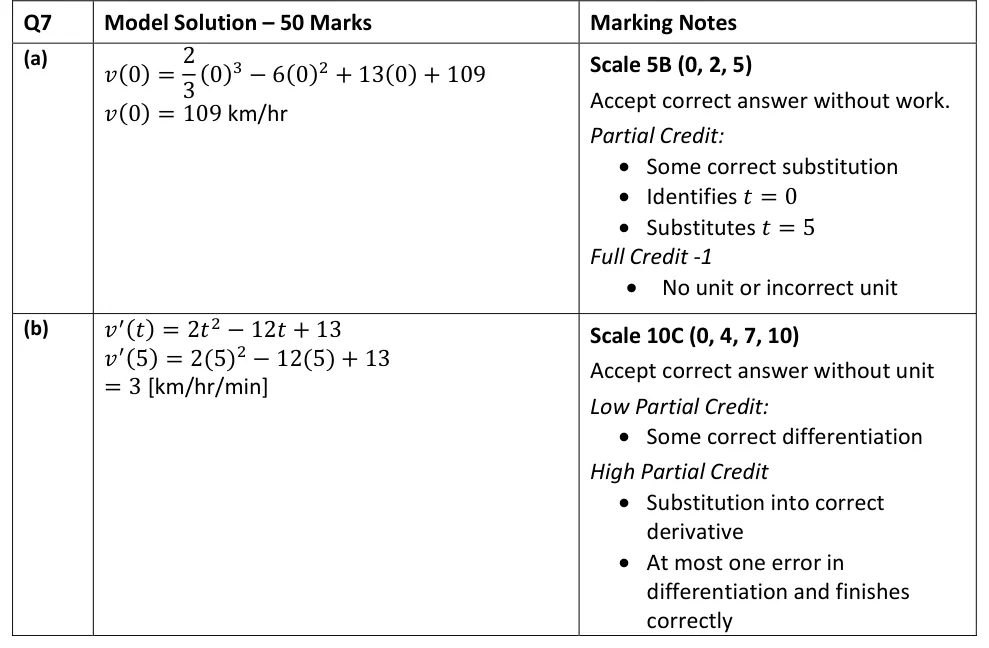 Q7 Model Solution – 50 Marks Marking Notes
(a)
v(0) = 2/3 (0)³ − 6(0)² + 13(0) + 109
v(0) = 109 km/hr
Scale 5B (0, 2, 5)
Accept correct answer without work.
Partial Credit:
• Some correct substitution
• Identifies t = 0
• Substitutes t = 5
Full Credit -1
• No unit or incorrect unit
(b)
v′(t) = 2t² − 12t + 13
v′(5) = 2(5)² − 12(5) + 13
= 3 [km/hr/min]
Scale 10C (0, 4, 7, 10)
Accept correct answer without unit
Low Partial Credit:
• Some correct differentiation
High Partial Credit
• Substitution into correct
derivative
• At most one error in
differentiation and finishes
correctly